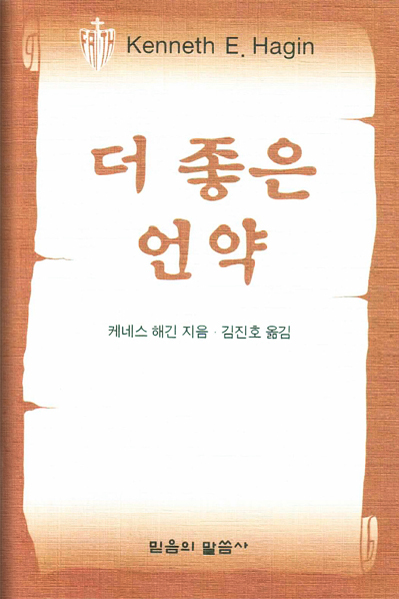 FAITH
Kenneth E. Hagin
더 좋은
언약
케네스 해긴 지음 · 김진호 옮김
믿음의 말씀사